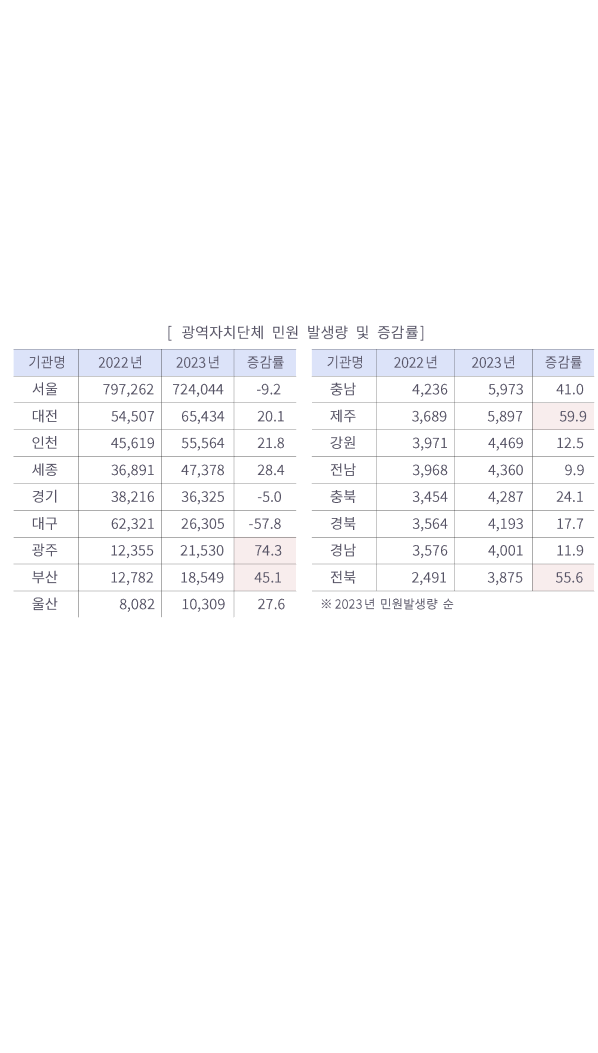 [ 광역자치단체 민원 발생량 및 증감률]
기관명 2022년 2023년 증감률
서울 797,262 724,044 -9.2
대전 54,507 65,434 20.1
인천 45,619 55,564 21.8
세종 36,891 47,378 28.4
경기 38,216 36,325 -5.0
대구 62,321 26,305 -57.8
광주 12,355 21,530 74.3
부산 12,782 18,549 45.1
울산 8,082 10,309 27.6
기관명 2022년 2023년 증감률
충남 4,236 5,973 41.0
제주 3,689 5,897 59.9
강원 3,971 4,469 12.5
전남 3,968 4,360 9.9
충북 3,454 4,287 24.1
경북 3,564 4,193 17.7
경남 3,576 4,001 11.9
전북 2,491 3,875 55.6
※ 2023년 민원발생량 순